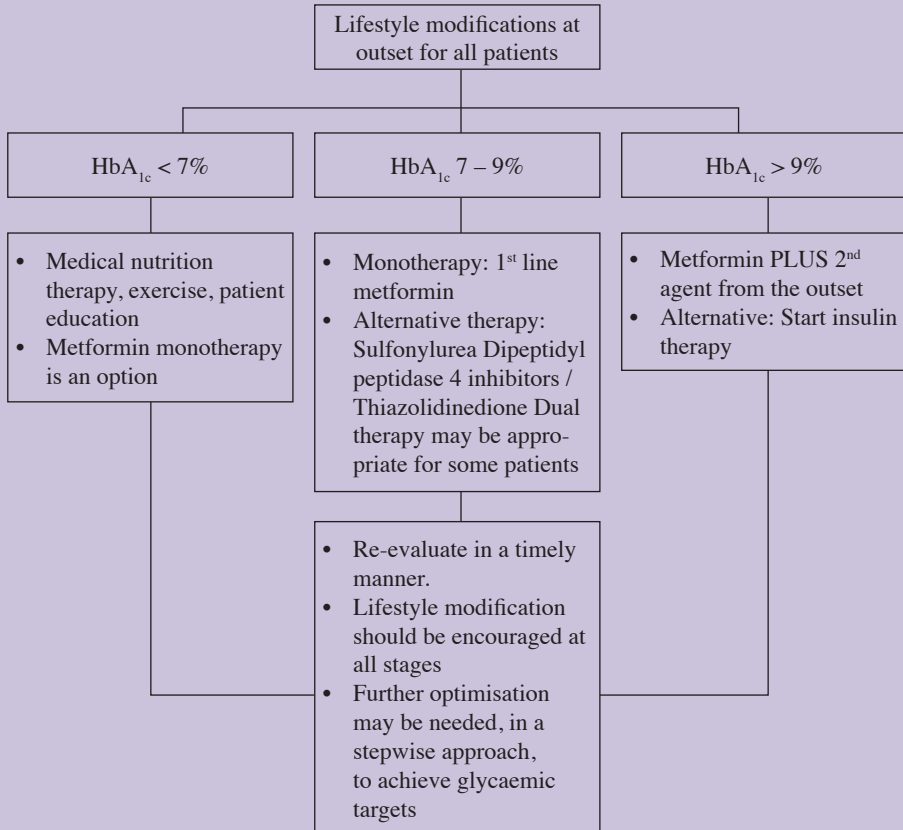 Lifestyle modifications at
outset for all patients
HbA1c < 7%
HbA1c 7 – 9%
HbA1c > 9%
• Medical nutrition
therapy, exercise, patient
education
• Metformin monotherapy
is an option
• Monotherapy: 1st line
metformin
• Alternative therapy:
Sulfonylurea Dipeptidyl
peptidase 4 inhibitors /
Thiazolidinedione Dual
therapy may be appro-
priate for some patients
• Metformin PLUS 2nd
agent from the outset
• Alternative: Start insulin
therapy
• Re-evaluate in a timely
manner.
• Lifestyle modification
should be encouraged at
all stages
• Further optimisation
may be needed, in a
stepwise approach,
to achieve glycaemic
targets